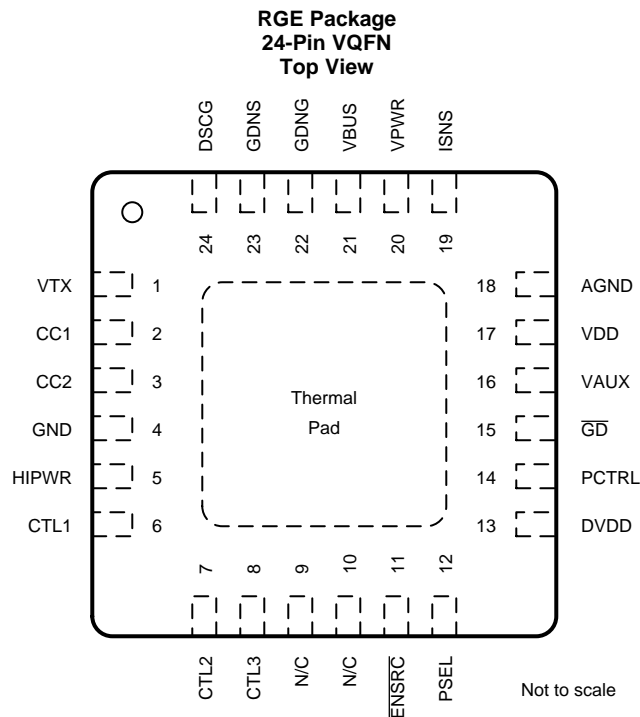 RGE Package
24-Pin VQFN
Top View
DSCG
GDNS
GDNG
VBUS
VPWR
ISNS
24
23
22
21
20
19
VTX 1
CC1 2
CC2 3
GND 4
HIPWR 5
CTL1 6
Thermal
Pad
18 AGND
17 VDD
16 VAUX
15 G̅D̅
14 PCTRL
13 DVDD
7
8
9
10
11
12
CTL2
CTL3
N/C
N/C
E̅N̅S̅R̅C̅
PSEL
Not to scale